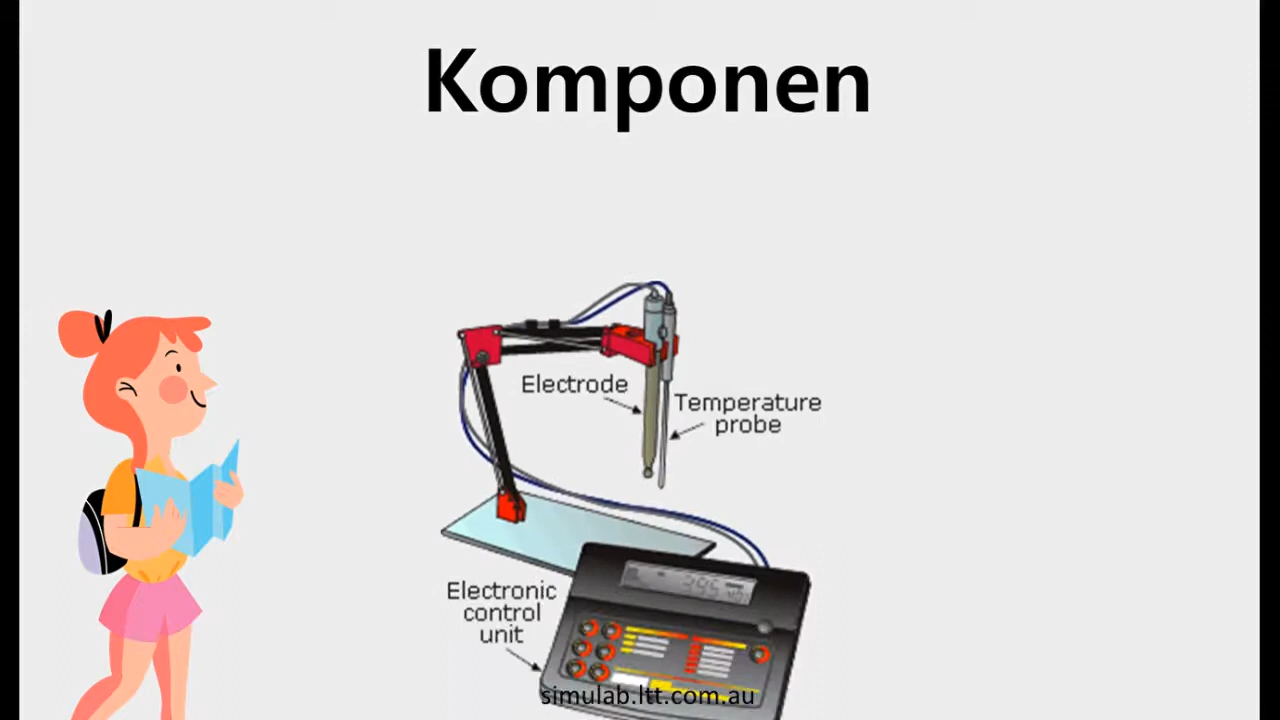 Komponen
Electrode
Temperature
probe
Electronic
control
unit
simulab.ltt.com.au